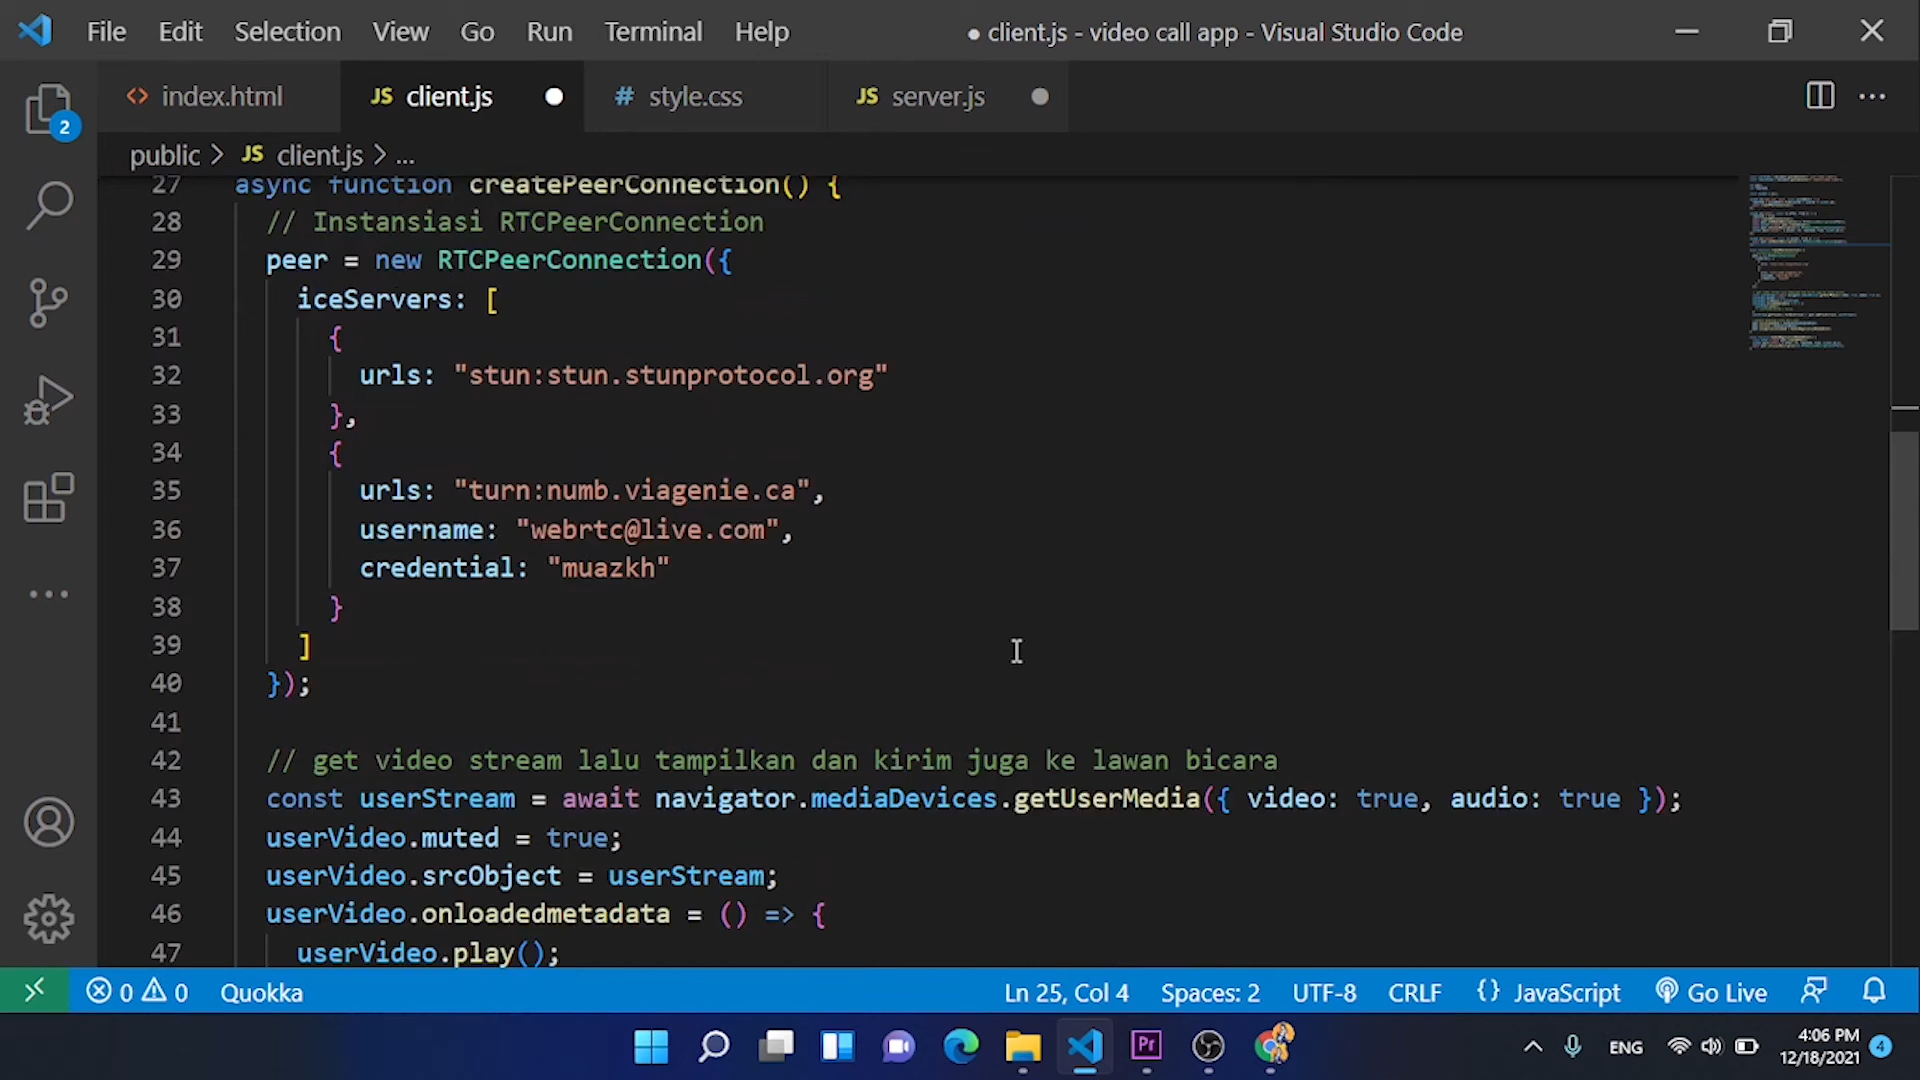 File Edit Selection View Go Run Terminal Help ● client.js - video call app - Visual Studio Code
2
<> index.html JS client.js # style.css JS server.js
public > JS client.js > ...
27 async function createPeerConnection() {
28 // Instansiasi RTCPeerConnection
29 peer = new RTCPeerConnection({
30 iceServers: [
31 {
32 urls: "stun:stun.stunprotocol.org"
33 },
34 {
35 urls: "turn:numb.viagenie.ca",
36 username: "webrtc@live.com",
37 credential: "muazkh"
38 }
39 ]
40 });
41
42 // get video stream lalu tampilkan dan kirim juga ke lawan bicara
43 const userStream = await navigator.mediaDevices.getUserMedia({ video: true, audio: true });
44 userVideo.muted = true;
45 userVideo.srcObject = userStream;
46 userVideo.onloadedmetadata = () => {
47 userVideo.play();
0 0 Quokka Ln 25, Col 4 Spaces: 2 UTF-8 CRLF {} JavaScript Go Live
Pr ENG 4:06 PM 4
12/18/2021